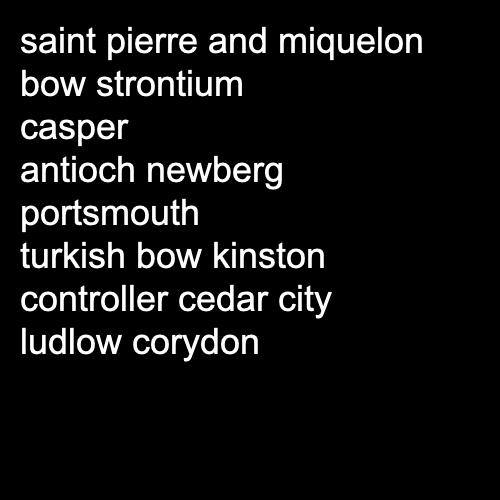 saint pierre and miquelon
bow strontium
casper
antioch newberg
portsmouth
turkish bow kinston
controller cedar city
ludlow corydon